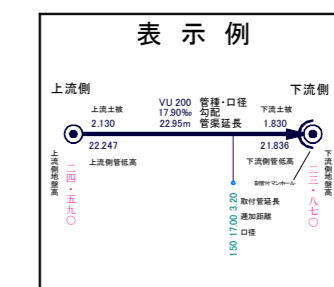 表示例
上流側
下流側
上流土被
VU 200 管種・口径
下流土被
2.130
17.90‰ 勾配
1.830
22.95m 管渠延長
22.247
21.836
上流側管低高
下流側管低高
上流側地盤高
二四・五九〇
副管付マンホール
二三・八七〇
下流側地盤高
3.20 取付管延長
17.00 逓加距離
150 口径